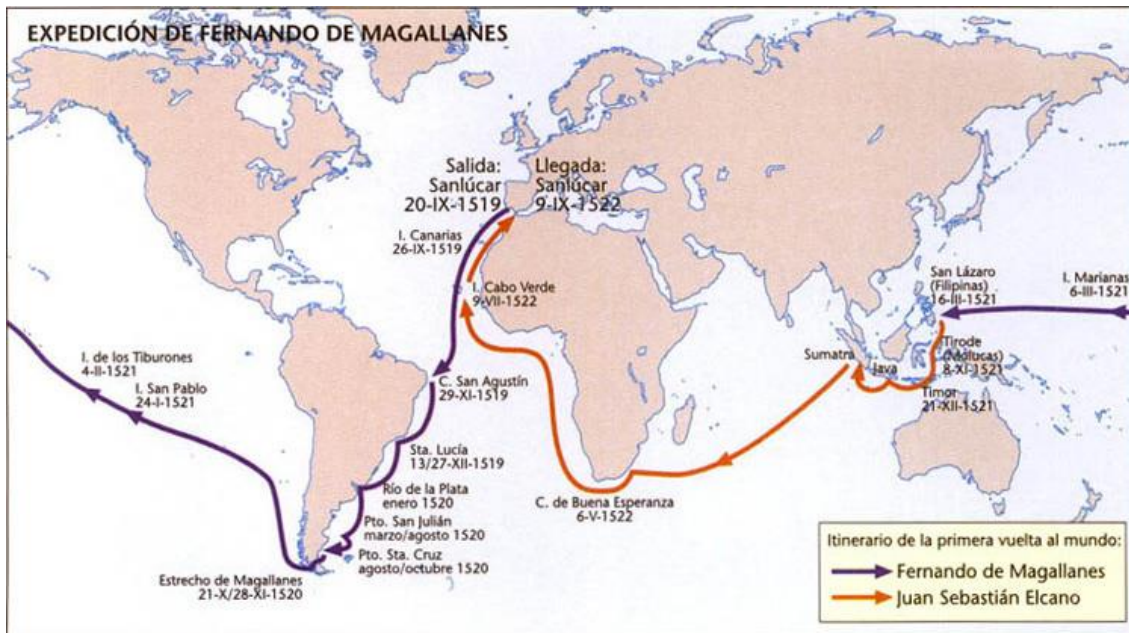 EXPEDICIÓN DE FERNANDO DE MAGALLANES
Salida:
Sanlúcar
20-IX-1519
Llegada:
Sanlúcar
9-IX-1522
I. Canarias
26-IX-1519
I. Cabo Verde
9-VII-1522
San Lázaro
(Filipinas)
16-III-1521
I. Marianas
6-III-1521
I. de los Tiburones
4-II-1521
I. San Pablo
24-I-1521
C. San Agustín
29-XI-1519
Sumatra
Java
Tirode
(Molucas)
8-XI-1521
Timor
21-XII-1521
Sta. Lucía
13/27-XII-1519
Río de la Plata
enero 1520
Pto. San Julián
marzo/agosto 1520
Pto. Sta. Cruz
agosto/octubre 1520
Estrecho de Magallanes
21-X/28-XI-1520
C. de Buena Esperanza
6-V-1522
Itinerario de la primera vuelta al mundo:
Fernando de Magallanes
Juan Sebastián Elcano